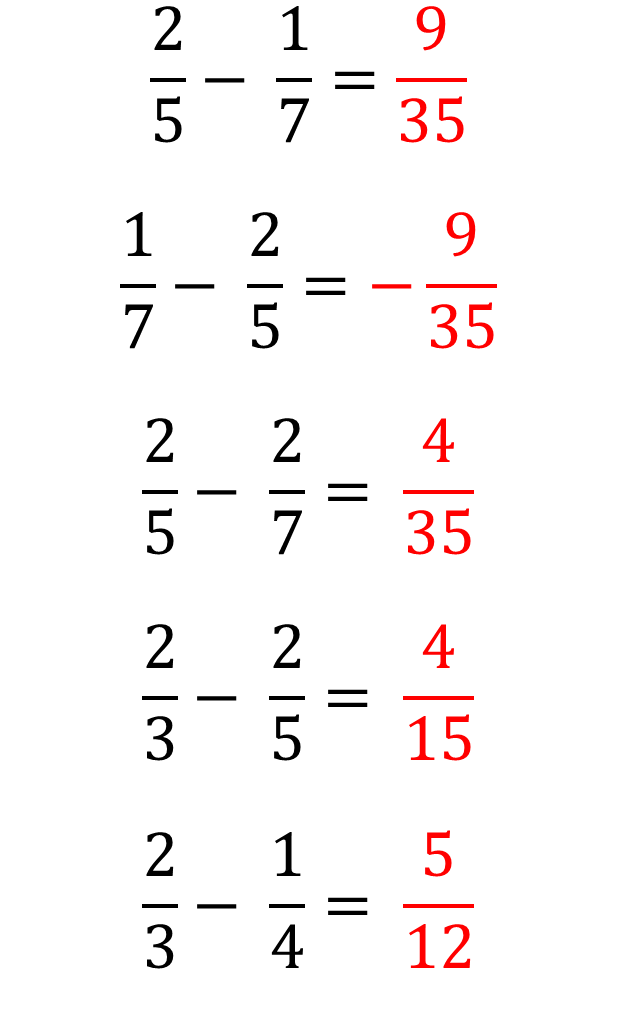 2/5 − 1/7 = 9/35
1/7 − 2/5 = − 9/35
2/5 − 2/7 = 4/35
2/3 − 2/5 = 4/15
2/3 − 1/4 = 5/12